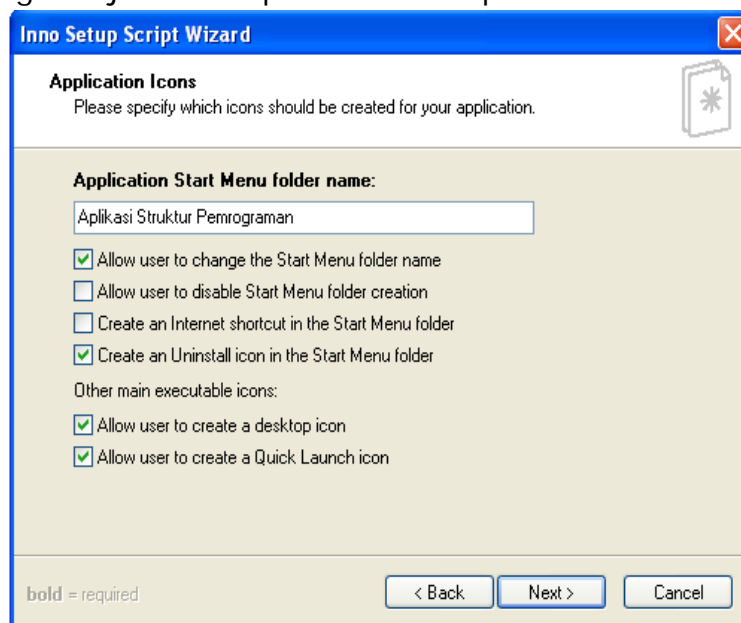 Inno Setup Script Wizard
Application Icons
Please specify which icons should be created for your application.
Application Start Menu folder name:
Aplikasi Struktur Pemrograman
Allow user to change the Start Menu folder name
Allow user to disable Start Menu folder creation
Create an Internet shortcut in the Start Menu folder
Create an Uninstall icon in the Start Menu folder
Other main executable icons:
Allow user to create a desktop icon
Allow user to create a Quick Launch icon
bold = required
< Back
Next >
Cancel